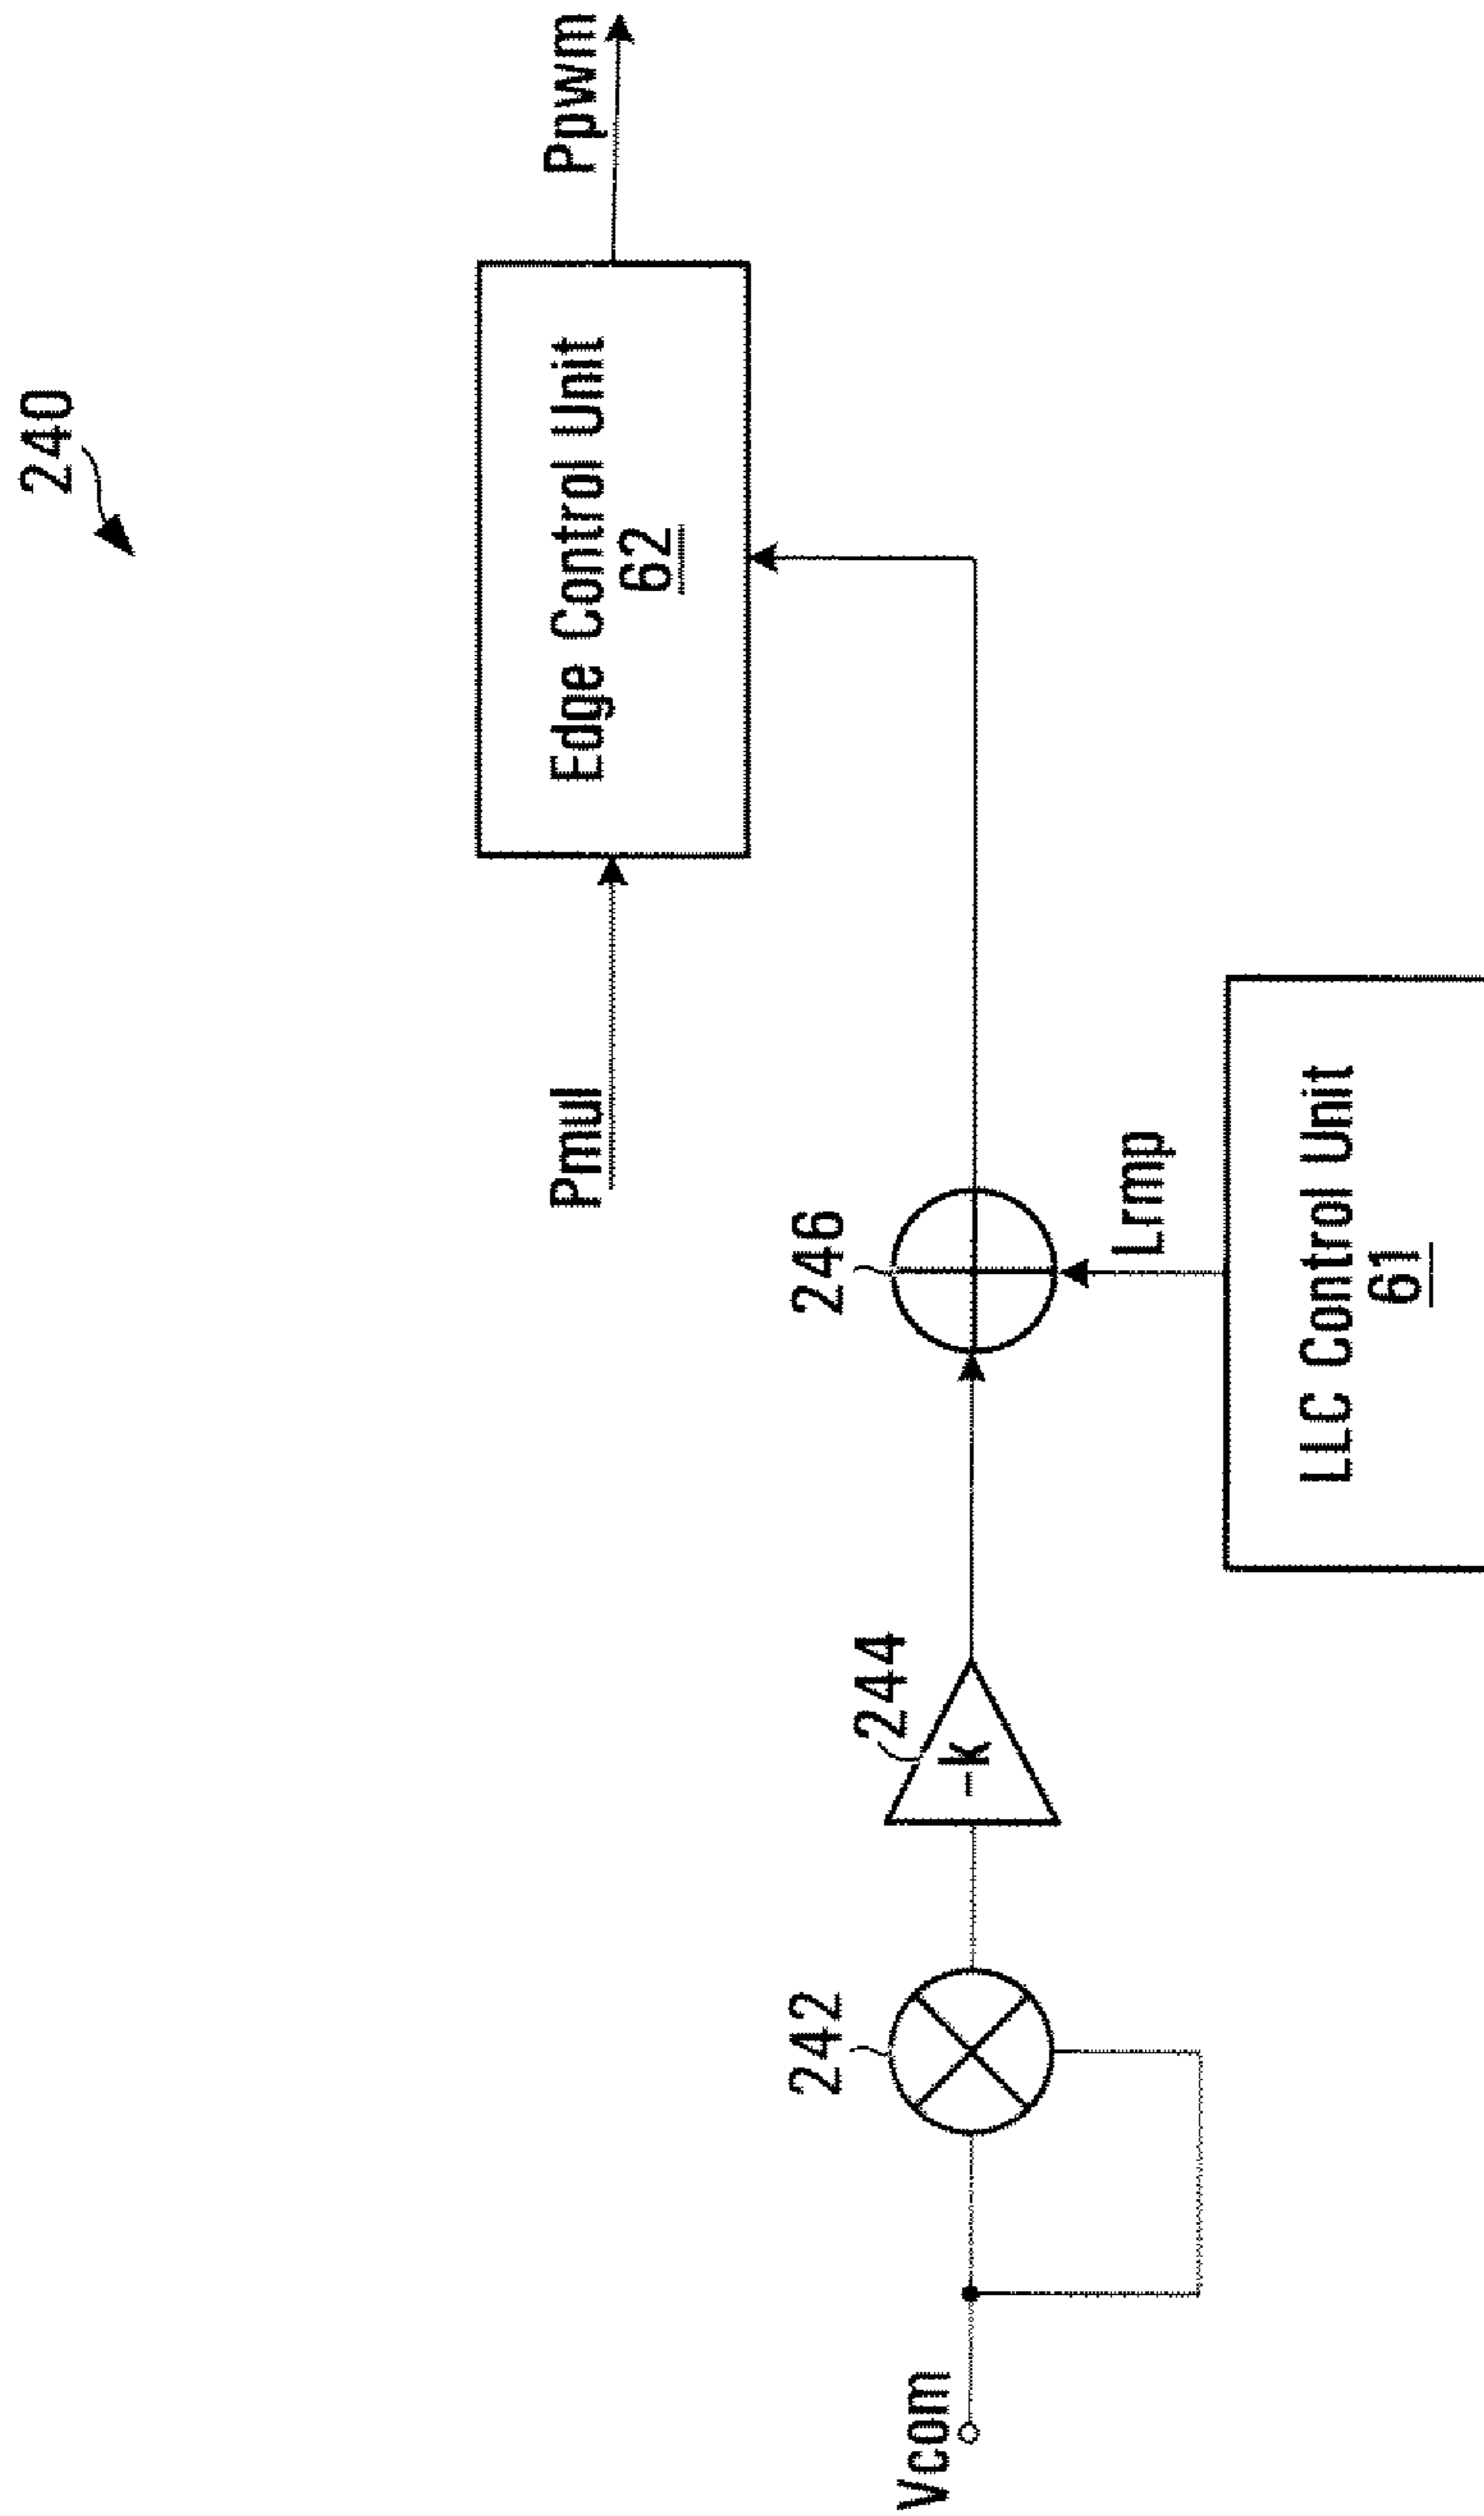 240
Pmul
Edge Control Unit
62
Ppwm
Vcom
242
244
-k
246
Lrmp
LLC Control Unit
61